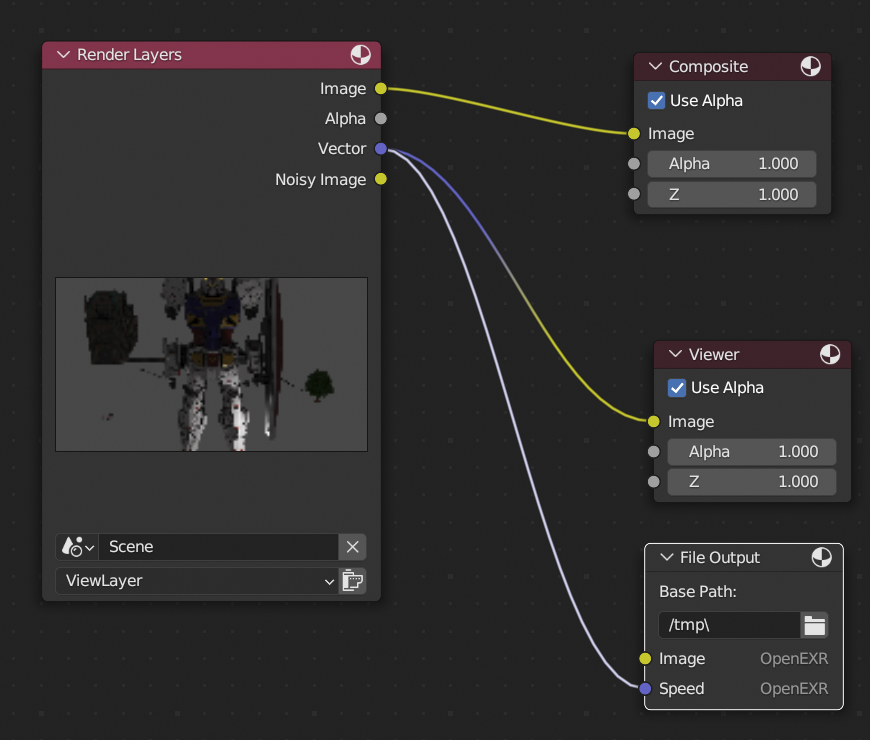 Render Layers
Image
Alpha
Vector
Noisy Image
Scene
ViewLayer
Composite
Use Alpha
Image
Alpha 1.000
Z 1.000
Viewer
Use Alpha
Image
Alpha 1.000
Z 1.000
File Output
Base Path:
/tmp\
Image OpenEXR
Speed OpenEXR